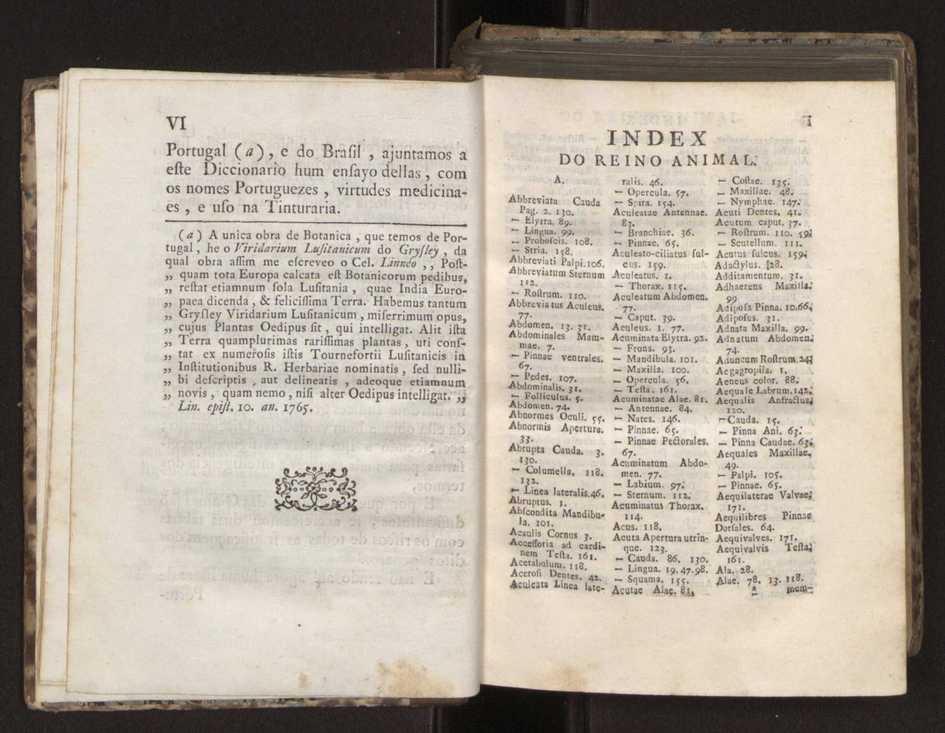 VI
Portugal (a), e do Brasil, ajuntamos a
este Diccionario hum ensayo dellas, com
os nomes Portuguezes, virtudes medicina-
es, e uso na Tinturaria.
(a) A unica obra de Botanica, que temos de Por-
tugal, he o Viridarium Lusitanicum do Grysley, da
qual obra assim me escreveo o Cel. Linnéo ,, Post-
,, quam tota Europa calcata est Botanicorum pedibus,
,, restat etiamnum sola Lusitania, quae India Euro-
,, paea dicenda, & felicissima Terra. Habemus tantum
,, Grysley Viridarium Lusitanicum, miserrimum opus,
,, cujus Plantas Oedipus sit, qui intelligat. Alit ista
,, Terra quamplurimas rarissimas plantas, uti cons-
,, tat ex numerosis istis Tournefortii Lusitanicis in
,, Institutionibus R. Herbariae nominatis, sed nulli-
,, bi descriptis, aut delineatis, adeoque etiamnum
,, novis, quam nemo, nisi alter Oedipus intelligat. ,,
Lin. epist. 10. an. 1765.
INDEX
DO REINO ANIMAL.
A.
Abbreviata Cauda
Pag. 2. 130.
— Elytra. 89.
— Lingua. 99.
— Proboscis. 108.
— Stria. 158.
Abbreviati Palpi. 106.
Abbreviatum Sternum
112.
— Rostrum. 110.
Abbreviatus Aculeus.
77.
Abdomen. 13. 31.
Abdominales Mam-
mae. 7.
— Pinnae ventrales.
67.
— Pedes. 107.
Abdominalis. 31.
— Folliculus. 5.
Abdomen. 74.
Abnormes Oculi. 55.
Abnormis Apertura.
33.
Abrupta Cauda. 3.
130.
— Columella. 118.
132.
— Linea lateralis. 46.
Abruptus. 1.
Abscondita Mandibu-
la. 101.
Acaulis Cornus 3.
Accessoria ad cardi-
nem Testa. 161.
Acetabulum. 118.
Acerosi Dentes. 42.
Aculeata Linea late-
ralis. 46.
— Opercula. 57.
— Spira. 154.
Aculeatae Antennae.
83.
— Branchiae. 36.
— Pinnae. 65.
Aculeato-ciliatus sul-
cus. 159.
Aculeatus. 1.
— Thorax. 115.
Aculeatum Abdomen.
77.
— Caput. 39.
Aculeus. 1. 77.
Acuminata Elytra. 92.
— Frons. 93.
— Mandibula. 101.
— Maxilla. 100.
— Opercula. 56.
— Testa. 161.
Acuminatae Alae. 81.
— Antennae. 84.
— Nates. 146.
— Pinnae. 65.
— Pinnae Pectorales.
67.
Acuminatum Abdo-
men. 77.
— Labium. 97.
— Sternum. 112.
Acuminatus Thorax.
114.
Acus. 118.
Acuta Apertura utrin-
que. 123.
— Cauda. 86. 130.
— Lingua. 19. 47. 98.
— Squama. 155.
Acutae Alae. 81.
— Costae. 135.
— Maxillae. 48.
— Nymphae. 147.
Acuti Dentes. 41.
Acutum caput. 37.
— Rostrum. 110. 59.
— Scutellum. 111.
Acutus sulcus. 159.
Adactylus. 28.
Additamentum. 31.
Adhaerens Maxilla.
99
Adiposa Pinna. 10. 66.
Adiposus. 31.
Adnata Maxilla. 99.
Adnatum Abdomen.
74.
Aduncum Rostrum. 24.
Aegagropila. 1.
Aeneus color. 88.
Aequale Labrum. 142.
Aequalis Anfractus.
120.
— Cauda. 15.
— Pinna Ani. 63.
— Pinna Caudae. 63.
Aequales Maxillae.
49.
— Palpi. 105.
— Pinnae. 65.
Aequilaterae Valvae.
171.
Aequilibres Pinnae
Dorsales. 64.
Aequivalves. 171.
Aequivalvis Testa.
161.
Ala. 28.
Alae. 78. 13. 118.
mem-